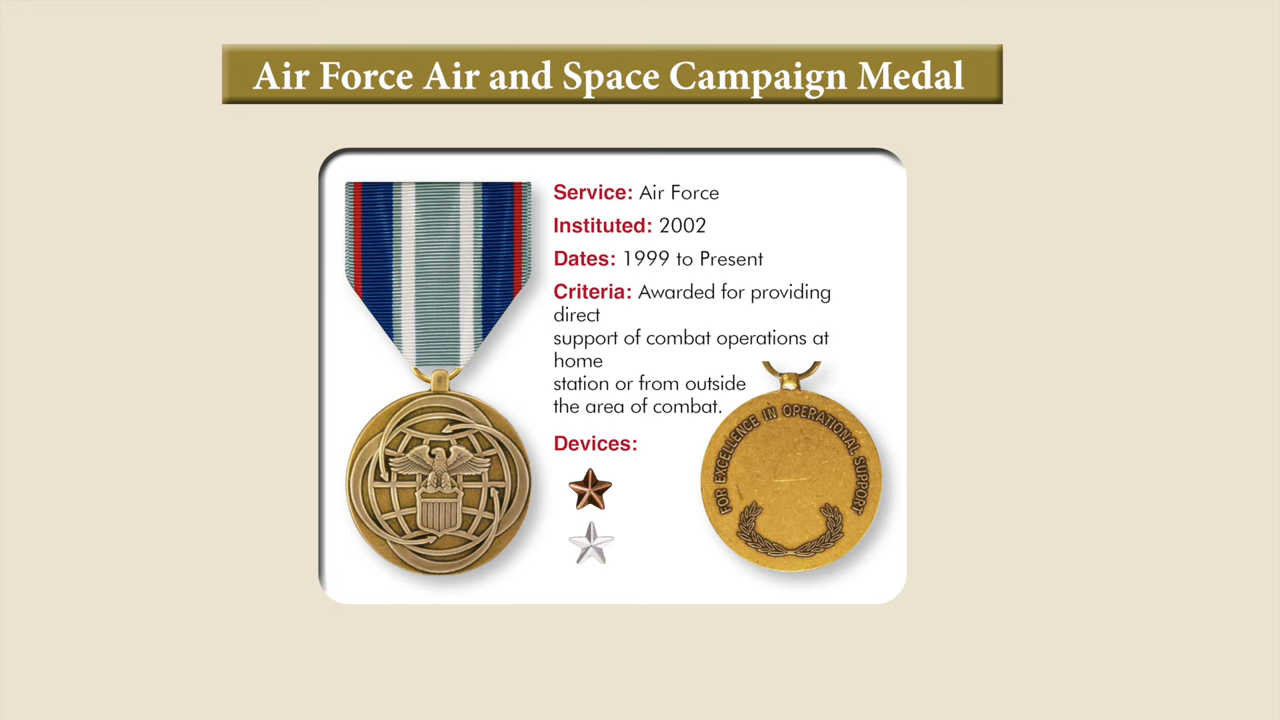 Air Force Air and Space Campaign Medal
Service: Air Force
Instituted: 2002
Dates: 1999 to Present
Criteria: Awarded for providing
direct
support of combat operations at
home
station or from outside
the area of combat.
Devices:
FOR EXCELLENCE IN OPERATIONAL SUPPORT